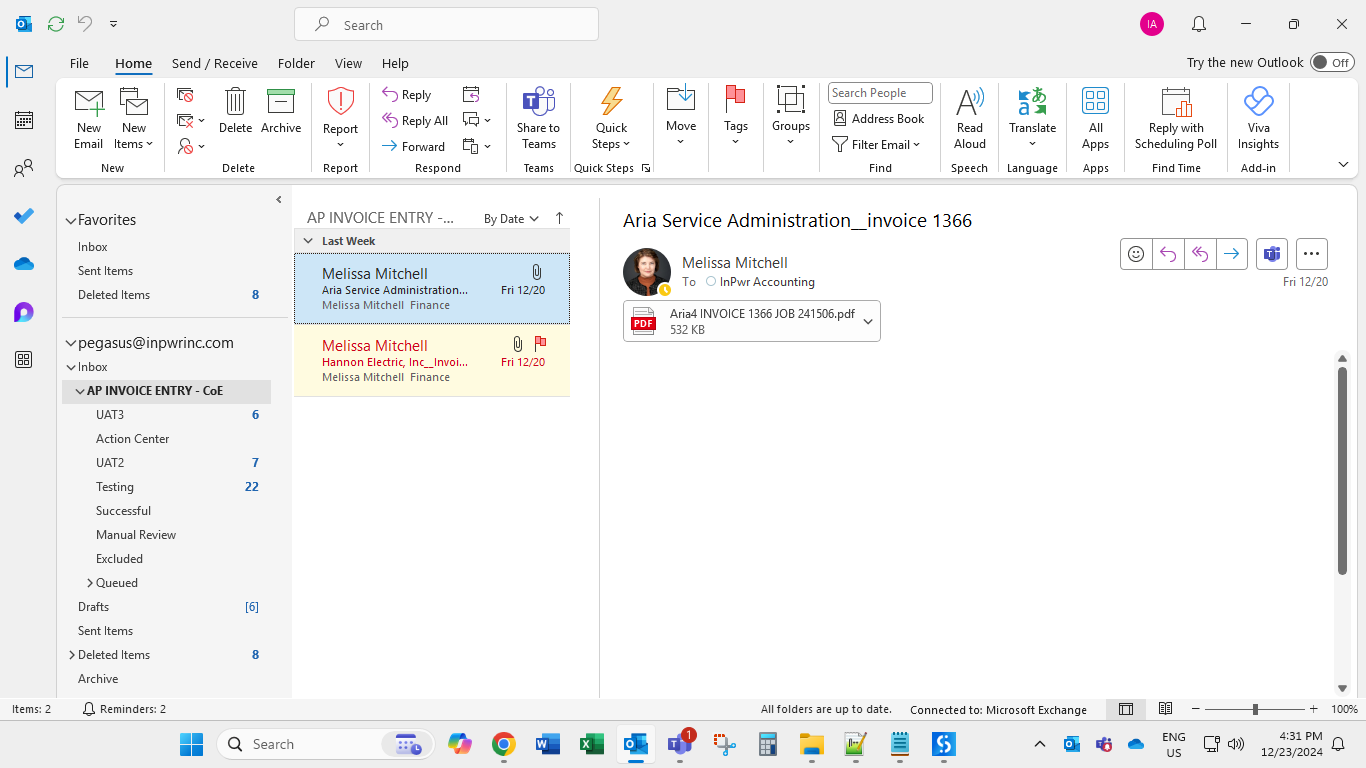 Search
IA
File
Home
Send / Receive
Folder
View
Help
Try the new Outlook
Off
New
Email
New
Items
New
Delete
Archive
Delete
Report
Report
Reply
Reply All
Forward
Respond
Share to
Teams
Teams
Quick
Steps
Quick Steps
Move
Tags
Groups
Search People
Address Book
Filter Email
Find
Read
Aloud
Speech
Translate
Language
All
Apps
Apps
Reply with
Scheduling Poll
Find Time
Viva
Insights
Add-in
Favorites
Inbox
Sent Items
Deleted Items 8
pegasus@inpwrinc.com
Inbox
AP INVOICE ENTRY - CoE
UAT3 6
Action Center
UAT2 7
Testing 22
Successful
Manual Review
Excluded
Queued
Drafts [6]
Sent Items
Deleted Items 8
Archive
AP INVOICE ENTRY -...
By Date
Last Week
Melissa Mitchell
Aria Service Administration... Fri 12/20
Melissa Mitchell Finance
Melissa Mitchell
Hannon Electric, Inc__Invoi... Fri 12/20
Melissa Mitchell Finance
Aria Service Administration__invoice 1366
Melissa Mitchell
To InPwr Accounting
Fri 12/20
PDF
Aria4 INVOICE 1366 JOB 241506.pdf
532 KB
Items: 2
Reminders: 2
All folders are up to date.
Connected to: Microsoft Exchange
100%
Search
1
ENG
US
4:31 PM
12/23/2024